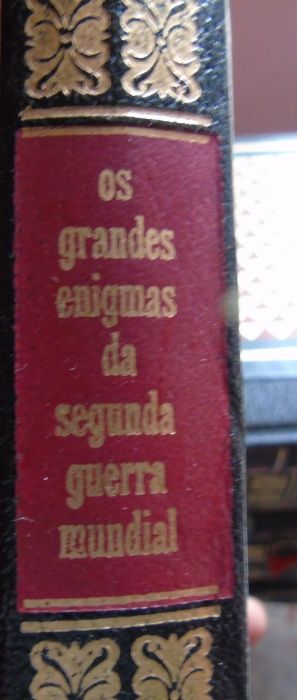 os
grandes
enigmas
da
segunda
guerra
mundial